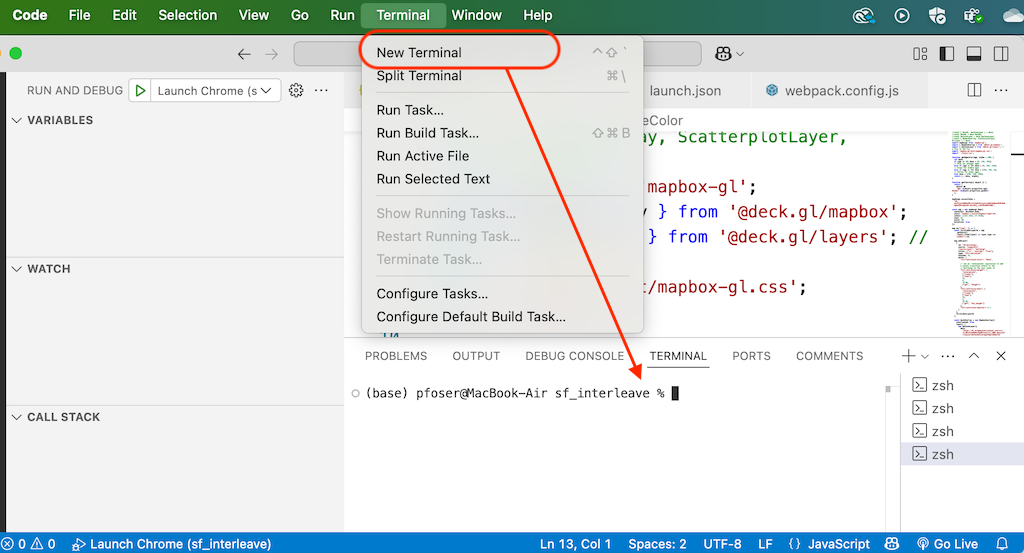 Code File Edit Selection View Go Run Terminal Window Help
New Terminal ^⇧`
Split Terminal ⌘\
Run Task...
Run Build Task... ⇧⌘B
Run Active File
Run Selected Text
Show Running Tasks...
Restart Running Task...
Terminate Task...
Configure Tasks...
Configure Default Build Task...
RUN AND DEBUG Launch Chrome (s
VARIABLES
WATCH
CALL STACK
launch.json webpack.config.js
eColor
ay, ScatterplotLayer,
mapbox-gl';
y } from '@deck.gl/mapbox';
} from '@deck.gl/layers'; //
t/mapbox-gl.css';
PROBLEMS OUTPUT DEBUG CONSOLE TERMINAL PORTS COMMENTS
(base) pfoser@MacBook-Air sf_interleave %
zsh
zsh
zsh
zsh
0 0 Launch Chrome (sf_interleave) Ln 13, Col 1 Spaces: 2 UTF-8 LF {} JavaScript Go Live